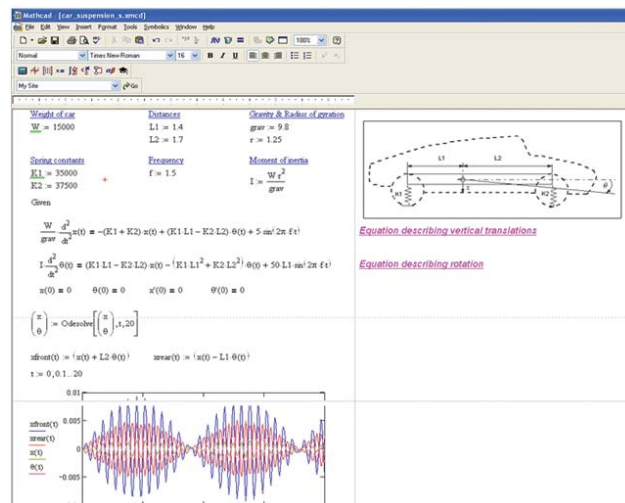 Mathcad - [car_suspension_s.xmcd]
File Edit View Insert Format Tools Symbolics Window Help
100%
Normal Times New Roman 16 B I U
My Site Go
Weight of car Distances Gravity & Radius of gyration
W := 15000 L1 := 1.4 grav := 9.8
L2 := 1.7 r := 1.25
Spring constants Frequency Moment of inertia
K1 := 35000 f := 1.5 I := W·r²/grav
K2 := 37500
L1 L2
K1 r K2 θ
Given
W/grav·d²/dt² x(t) = -(K1 + K2)·x(t) + (K1·L1 - K2·L2)·θ(t) + 5·sin(2π·f·t) Equation describing vertical translations
I·d²/dt² θ(t) = (K1·L1 - K2·L2)·x(t) - (K1·L1² + K2·L2²)·θ(t) + 50·L1·sin(2π·f·t) Equation describing rotation
x(0) = 0 θ(0) = 0 x'(0) = 0 θ'(0) = 0
(x θ) := Odesolve[(x θ), t, 20]
xfront(t) := (x(t) + L2·θ(t)) xrear(t) := (x(t) - L1·θ(t))
t := 0, 0.1.. 20
0.01
xfront(t) 0.005
xrear(t)
x(t) 0
θ(t)
-0.005